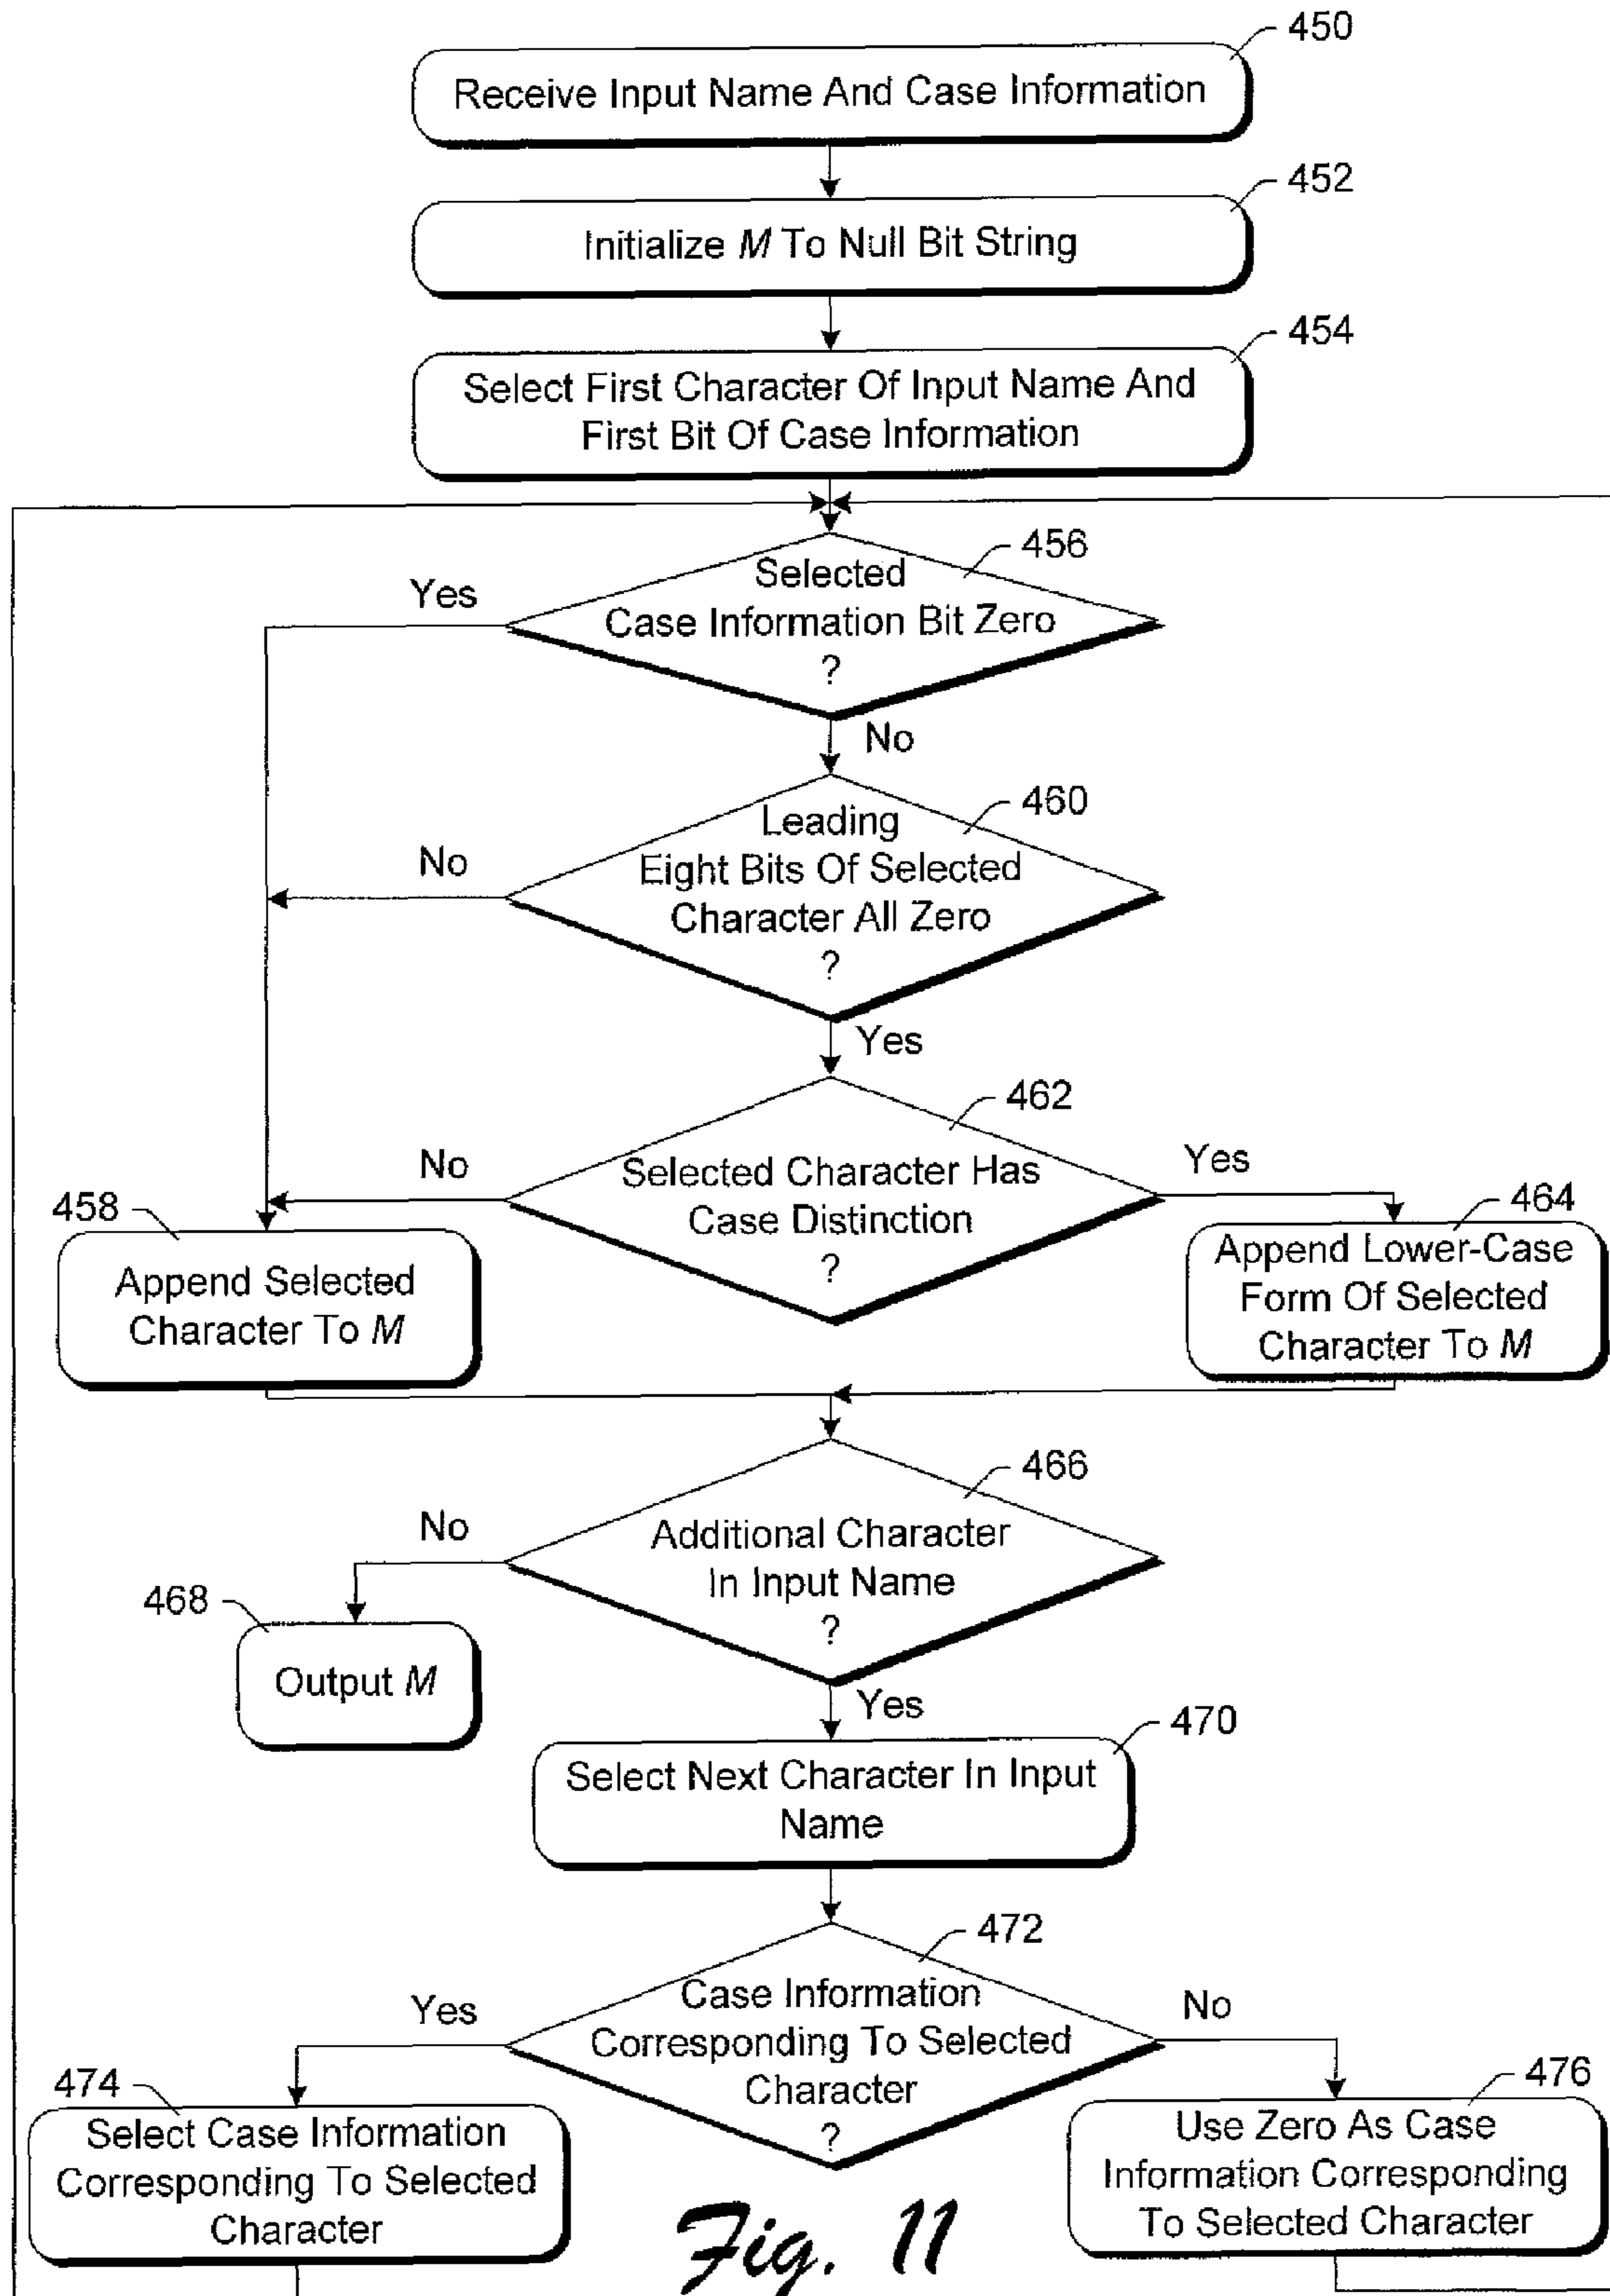 450
Receive Input Name And Case Information
452
Initialize M To Null Bit String
454
Select First Character Of Input Name And
First Bit Of Case Information
456
Selected
Case Information Bit Zero
?
Yes
No
460
Leading
Eight Bits Of Selected
Character All Zero
?
No
Yes
462
Selected Character Has
Case Distinction
?
No
Yes
458
Append Selected
Character To M
464
Append Lower-Case
Form Of Selected
Character To M
466
Additional Character
In Input Name
?
No
468
Output M
Yes
470
Select Next Character In Input
Name
472
Case Information
Corresponding To Selected
Character
?
Yes
No
474
Select Case Information
Corresponding To Selected
Character
476
Use Zero As Case
Information Corresponding
To Selected Character
Fig. 11